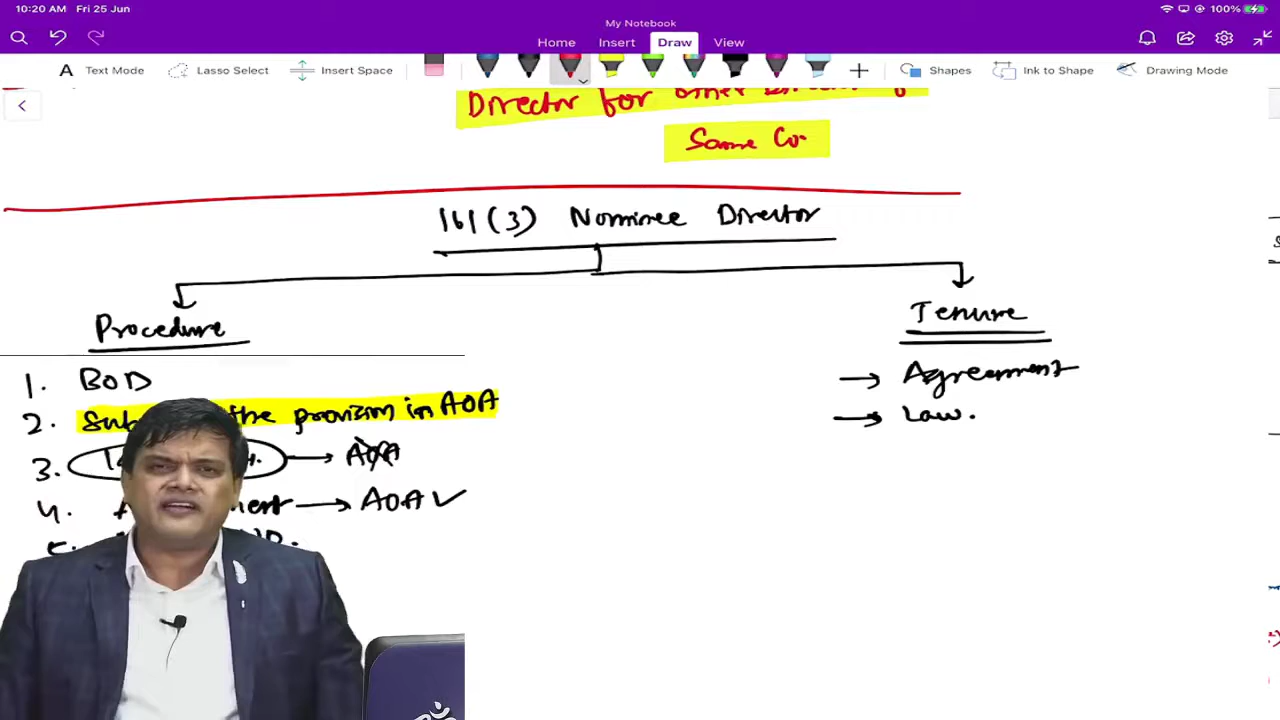 10:20 AM Fri 25 Jun
100%
My Notebook
Home Insert Draw View
Text Mode Lasso Select Insert Space Shapes Ink to Shape Drawing Mode
Director for other
Same Co.
161(3) Nominee Director
Procedure
Tenure
1. BOD
2. the provision in AOA
3. AOA
4. AOA ✓
→ Agreement
→ Law.